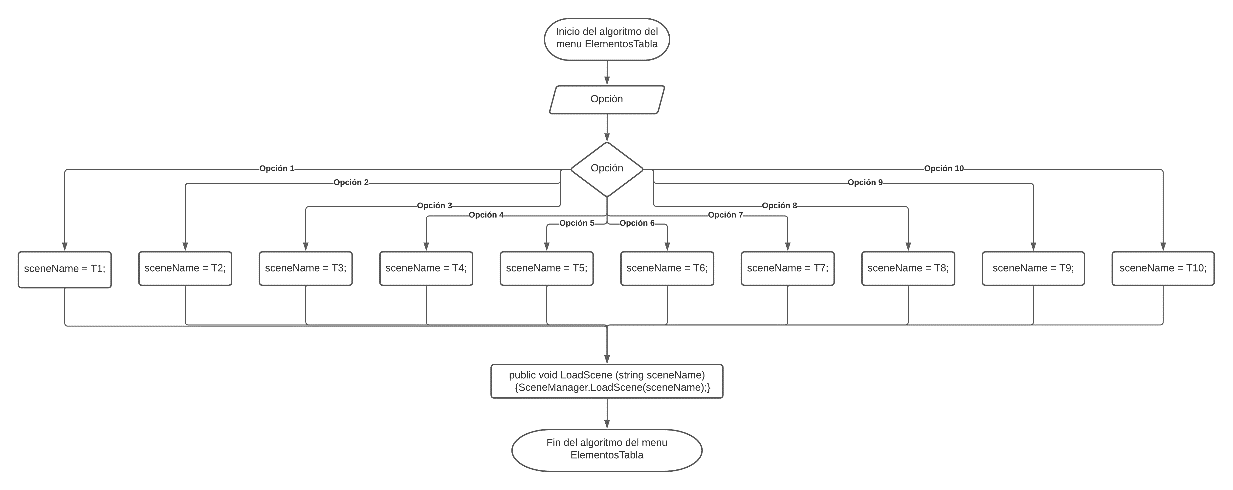 Inicio del algoritmo del
menu ElementosTabla
Opción
Opción
Opción 1
Opción 10
Opción 2
Opción 9
Opción 3
Opción 8
Opción 4
Opción 7
Opción 5
Opción 6
sceneName = T1;
sceneName = T2;
sceneName = T3;
sceneName = T4;
sceneName = T5;
sceneName = T6;
sceneName = T7;
sceneName = T8;
sceneName = T9;
sceneName = T10;
public void LoadScene (string sceneName)
{SceneManager.LoadScene(sceneName);}
Fin del algoritmo del menu
ElementosTabla